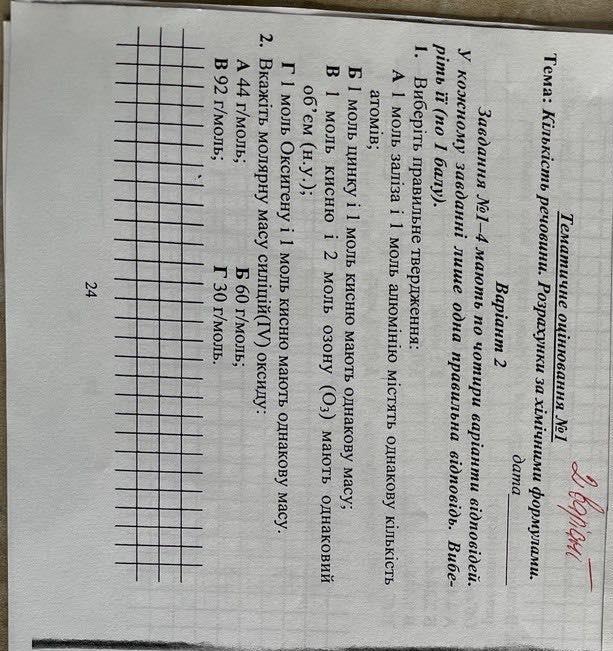 Тематичне оцінювання №1
2 варіант
Тема: Кількість речовини. Розрахунки за хімічними формулами.
дата
Варіант 2
Завдання №1–4 мають по чотири варіанти відповідей.
У кожному завданні лише одна правильна відповідь. Вибе-
ріть її (по 1 балу).
1. Виберіть правильне твердження:
А 1 моль заліза і 1 моль алюмінію містять однакову кількість
атомів;
Б 1 моль цинку і 1 моль кисню мають однакову масу;
В 1 моль кисню і 2 моль озону (О₃) мають однаковий
об’єм (н.у.);
Г 1 моль Оксигену і 1 моль кисню мають однакову масу.
2. Вкажіть молярну масу силіцій(IV) оксиду:
А 44 г/моль; Б 60 г/моль;
В 92 г/моль; Г 30 г/моль.
24